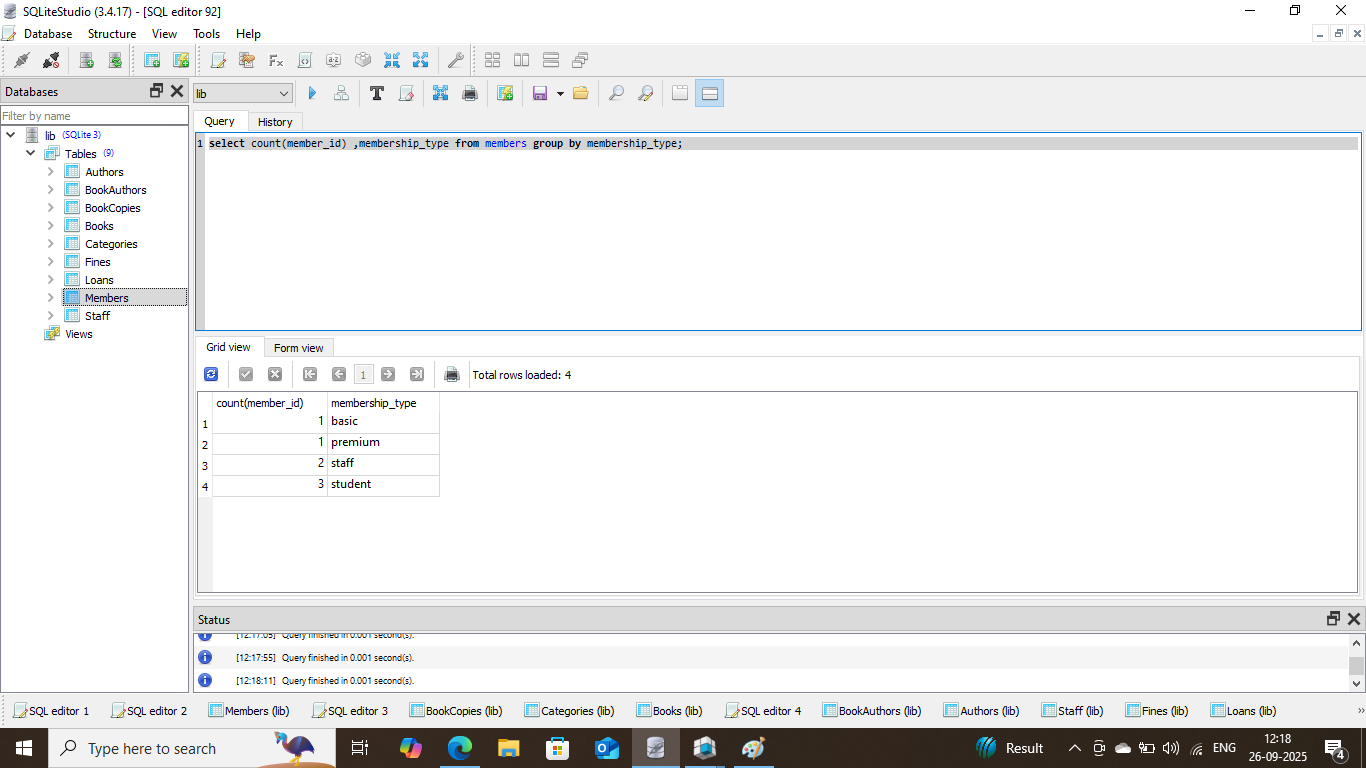 SQLiteStudio (3.4.17) - [SQL editor 92]
Database Structure View Tools Help
Databases
lib
Filter by name
lib (SQLite 3)
Tables (9)
Authors
BookAuthors
BookCopies
Books
Categories
Fines
Loans
Members
Staff
Views
Query History
1 select count(member_id) ,membership_type from members group by membership_type;
Grid view Form view
1 Total rows loaded: 4
count(member_id) membership_type
1 1 basic
2 1 premium
3 2 staff
4 3 student
Status
[12:17:05] Query finished in 0.001 second(s).
[12:17:55] Query finished in 0.001 second(s).
[12:18:11] Query finished in 0.001 second(s).
SQL editor 1 SQL editor 2 Members (lib) SQL editor 3 BookCopies (lib) Categories (lib) Books (lib) SQL editor 4 BookAuthors (lib) Authors (lib) Staff (lib) Fines (lib) Loans (lib) »
Type here to search
Result
ENG
12:18
26-09-2025
4